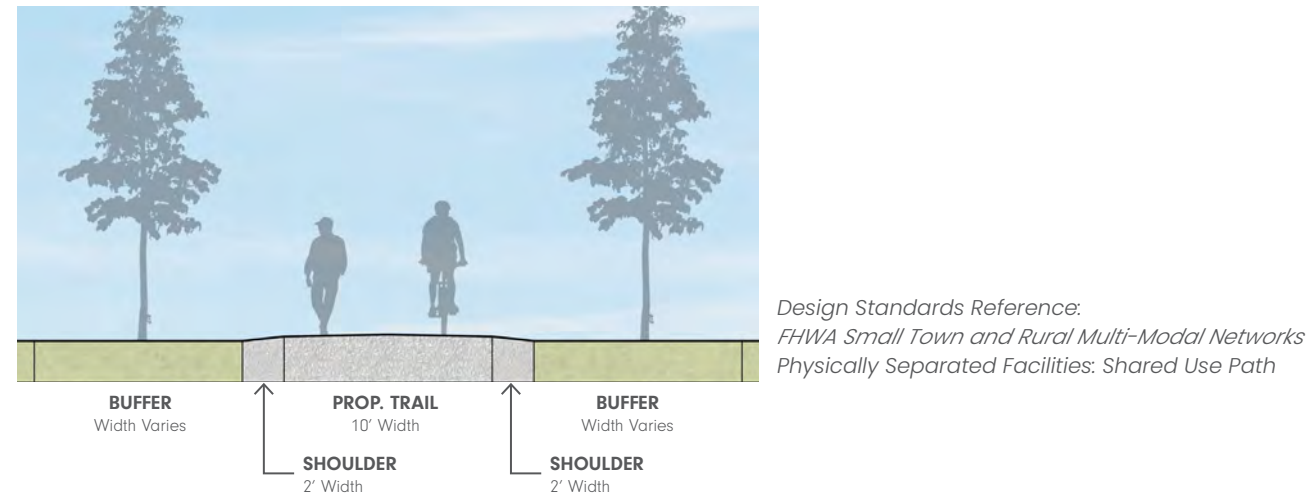 BUFFER
Width Varies
PROP. TRAIL
10' Width
BUFFER
Width Varies
SHOULDER
2' Width
SHOULDER
2' Width
Design Standards Reference:
FHWA Small Town and Rural Multi-Modal Networks
Physically Separated Facilities: Shared Use Path